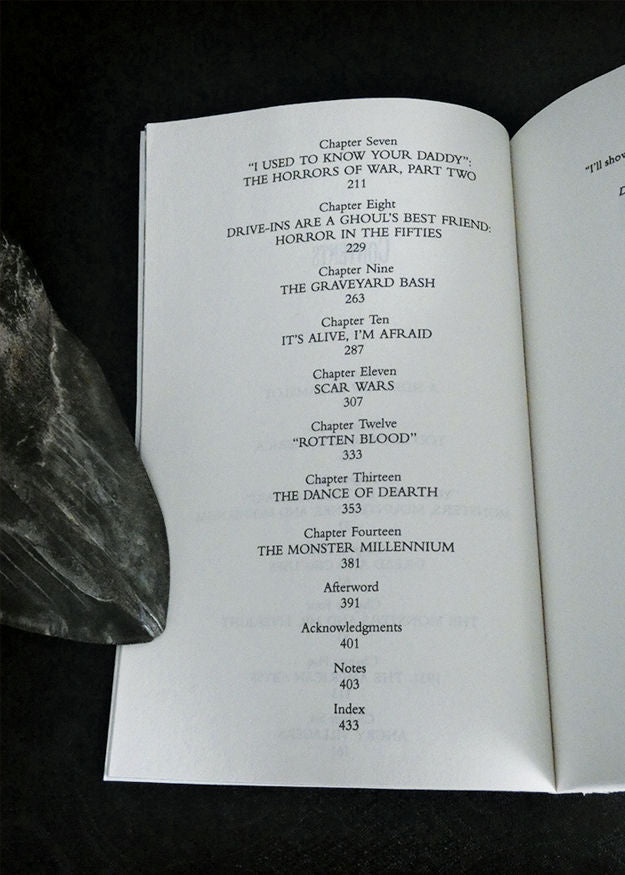 Chapter Seven
"I USED TO KNOW YOUR DADDY":
THE HORRORS OF WAR, PART TWO
211
Chapter Eight
DRIVE-INS ARE A GHOUL'S BEST FRIEND:
HORROR IN THE FIFTIES
229
Chapter Nine
THE GRAVEYARD BASH
263
Chapter Ten
IT'S ALIVE, I'M AFRAID
287
Chapter Eleven
SCAR WARS
307
Chapter Twelve
"ROTTEN BLOOD"
333
Chapter Thirteen
THE DANCE OF DEARTH
353
Chapter Fourteen
THE MONSTER MILLENNIUM
381
Afterword
391
Acknowledgments
401
Notes
403
Index
433
"I'll